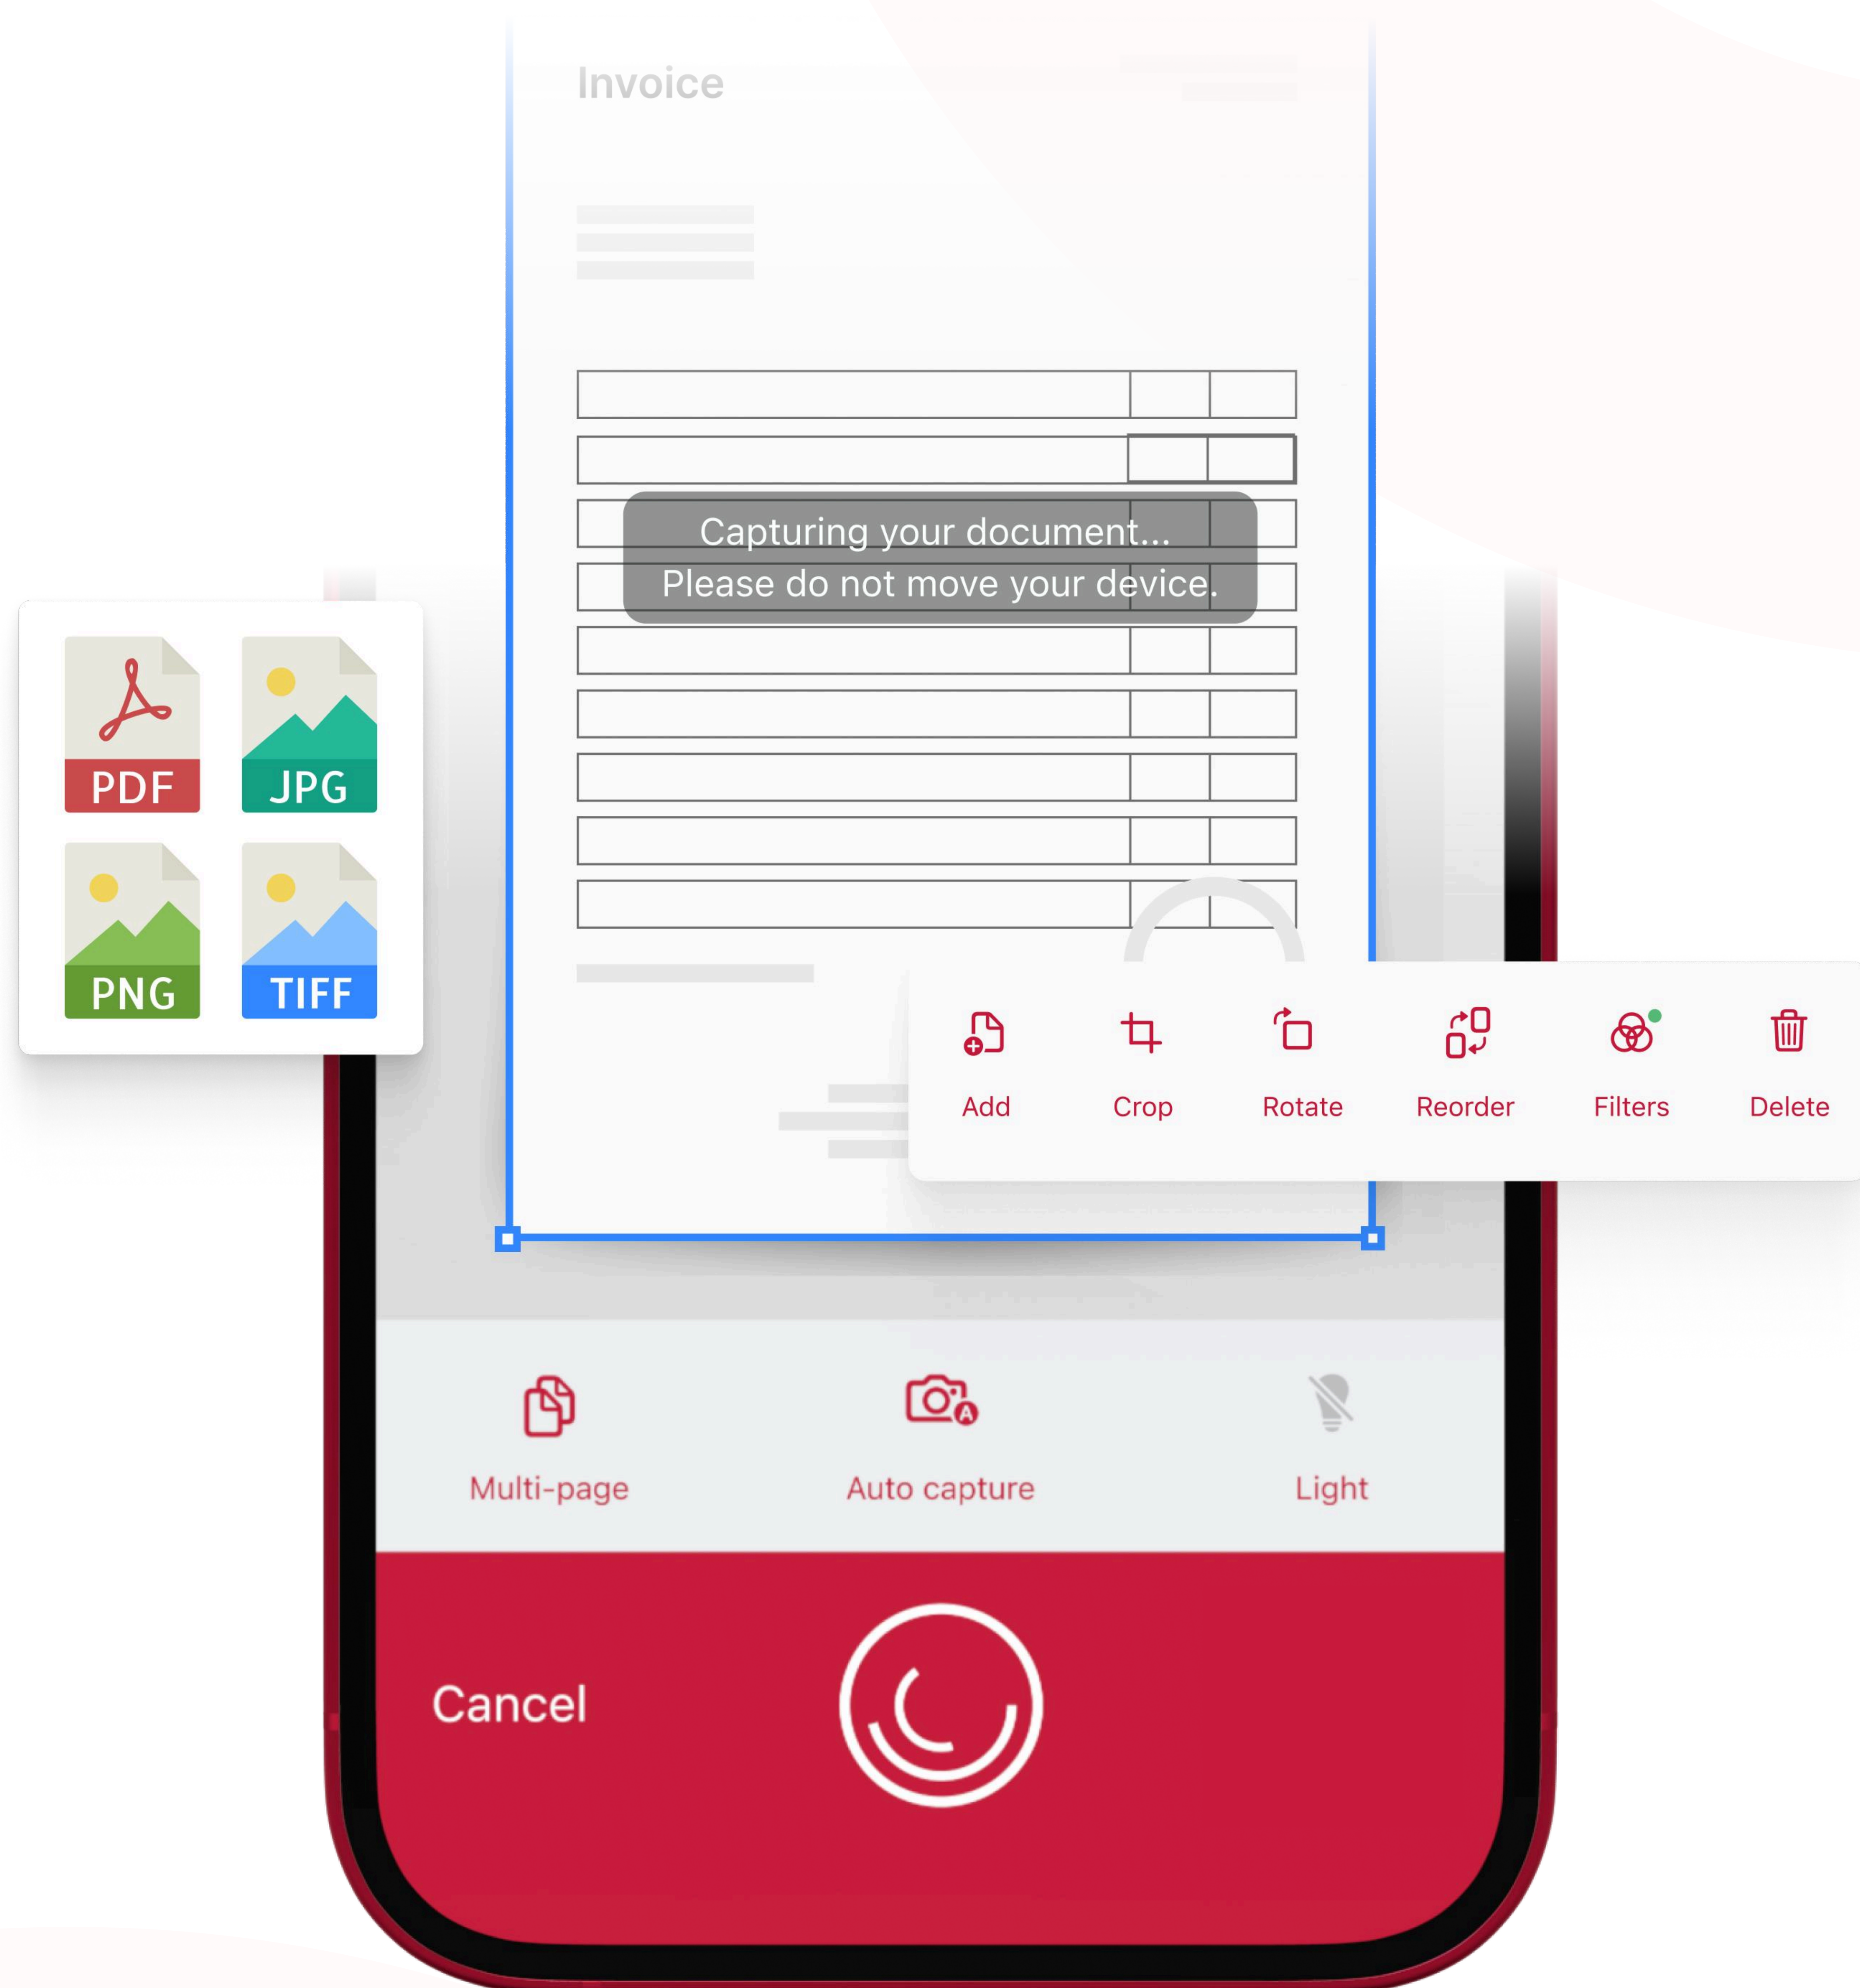 Invoice
Capturing your document...
Please do not move your device.
PDF
JPG
PNG
TIFF
Add
Crop
Rotate
Reorder
Filters
Delete
A
Multi-page
Auto capture
Light
Cancel